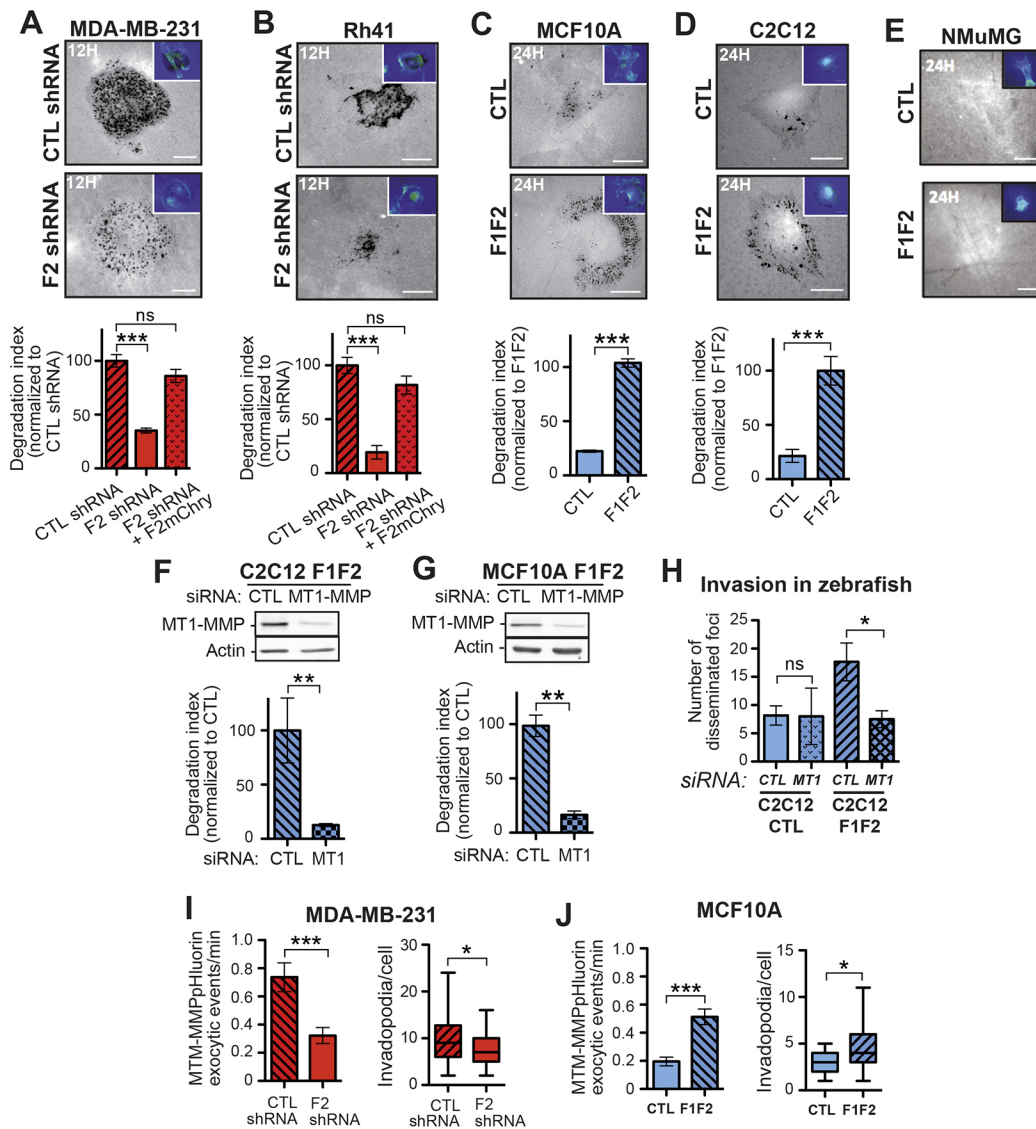 A
MDA-MB-231
CTL shRNA
12H
F2 shRNA
12H
Degradation index
(normalized to
CTL shRNA)
100
50
0
ns
***
CTL shRNA
F2 shRNA
F2 shRNA
+ F2mChry
B
Rh41
CTL shRNA
12H
F2 shRNA
12H
Degradation index
(normalized to
CTL shRNA)
100
50
0
ns
***
CTL shRNA
F2 shRNA
F2 shRNA
+ F2mChry
C
MCF10A
CTL
24H
F1F2
24H
Degradation index
(normalized to F1F2)
100
50
0
***
CTL
F1F2
D
C2C12
CTL
24H
F1F2
24H
Degradation index
(normalized to F1F2)
100
50
0
***
CTL
F1F2
E
NMuMG
CTL
24H
F1F2
24H
F
C2C12 F1F2
siRNA: CTL MT1-MMP
MT1-MMP
Actin
Degradation index
(normalized to CTL)
100
50
0
**
siRNA: CTL MT1
G
MCF10A F1F2
siRNA: CTL MT1-MMP
MT1-MMP
Actin
Degradation index
(normalized to CTL)
100
50
0
**
siRNA: CTL MT1
H
Invasion in zebrafish
Number of
disseminated foci
25
20
15
10
5
0
ns
*
siRNA: CTL MT1 CTL MT1
C2C12 C2C12
CTL F1F2
I
MDA-MB-231
MTM-MMPpHluorin
exocytic events/min
1.0
0.8
0.6
0.4
0.2
0
***
CTL F2
shRNA shRNA
Invadopodia/cell
30
20
10
0
*
CTL F2
shRNA shRNA
J
MCF10A
MTM-MMPpHluorin
exocytic events/min
1.0
0.8
0.6
0.4
0.2
0
***
CTL F1F2
Invadopodia/cell
15
10
5
0
*
CTL F1F2